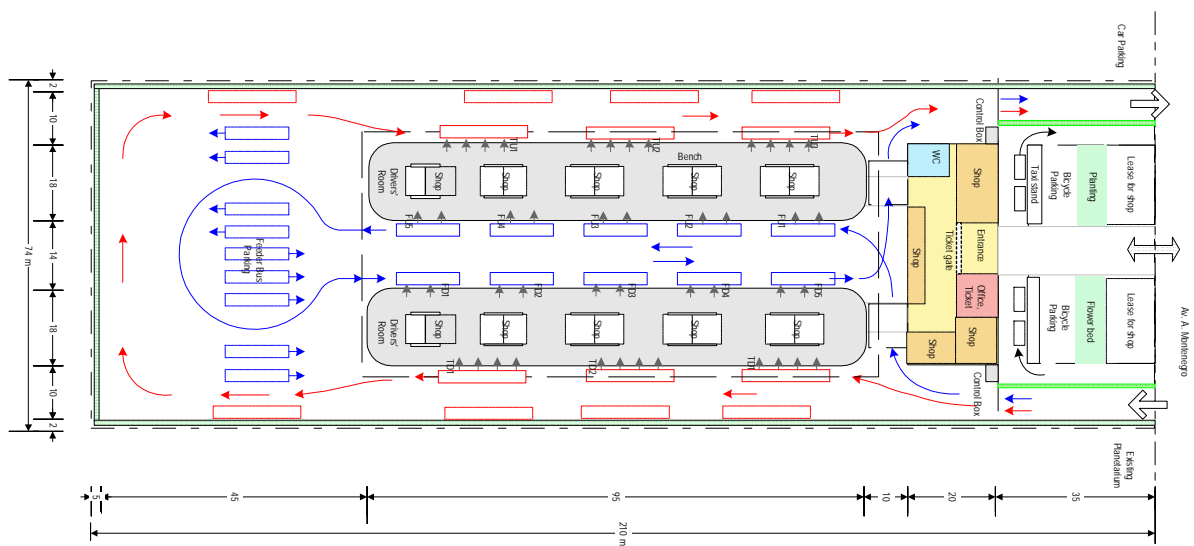 Car Parking
Av. A. Montenegro
Existing
Planetarium
Control Box
Control Box
Lease for shop
Planting
Bicycle
Parking
Taxi stand
Lease for shop
Flower bed
Bicycle
Parking
WC
Shop
Entrance
Ticket gate
Shop
Office,
Ticket
Shop
Shop
Bench
TU1
TU2
TU3
Drivers'
Room
Shop
Shop
Shop
Shop
Shop
FU5
FU4
FU3
FU2
FU1
Feeder Bus
Parking
FD1
FD2
FD3
FD4
FD5
Drivers'
Room
Shop
Shop
Shop
Shop
Shop
TD1
TD2
TD1
2
10
18
14
18
10
2
74 m
5
45
95
10
20
35
210 m